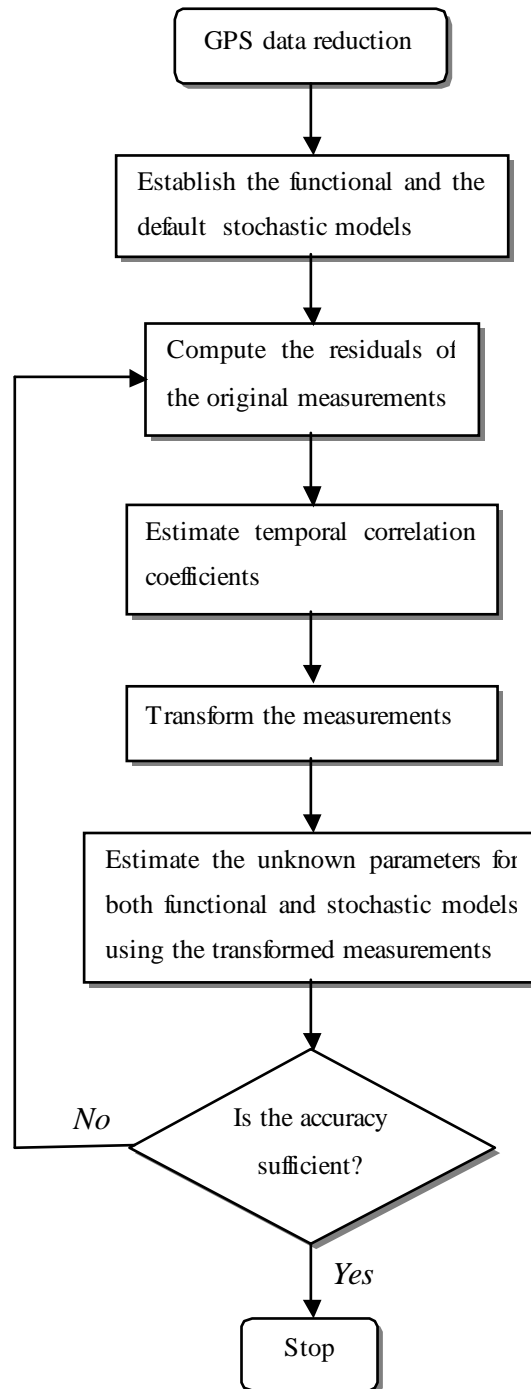 GPS data reduction
Establish the functional and the
default stochastic models
Compute the residuals of
the original measurements
Estimate temporal correlation
coefficients
Transform the measurements
Estimate the unknown parameters for
both functional and stochastic models
using the transformed measurements
Is the accuracy
sufficient?
No
Yes
Stop